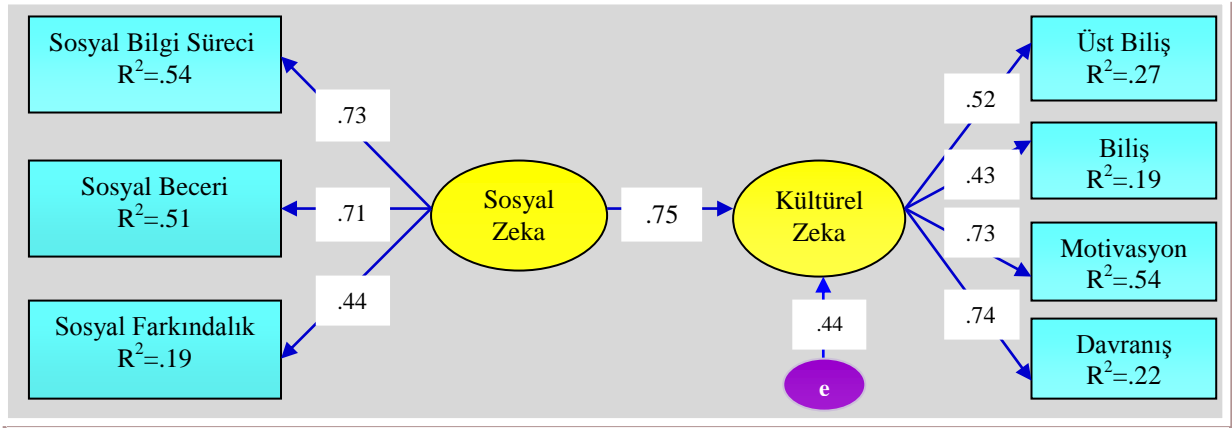 Sosyal Bilgi Süreci
R²=.54
.73
Sosyal Beceri
R²=.51
.71
Sosyal Farkındalık
R²=.19
.44
Sosyal
Zeka
.75
Kültürel
Zeka
.44
e
.52
Üst Biliş
R²=.27
.43
Biliş
R²=.19
.73
Motivasyon
R²=.54
.74
Davranış
R²=.22